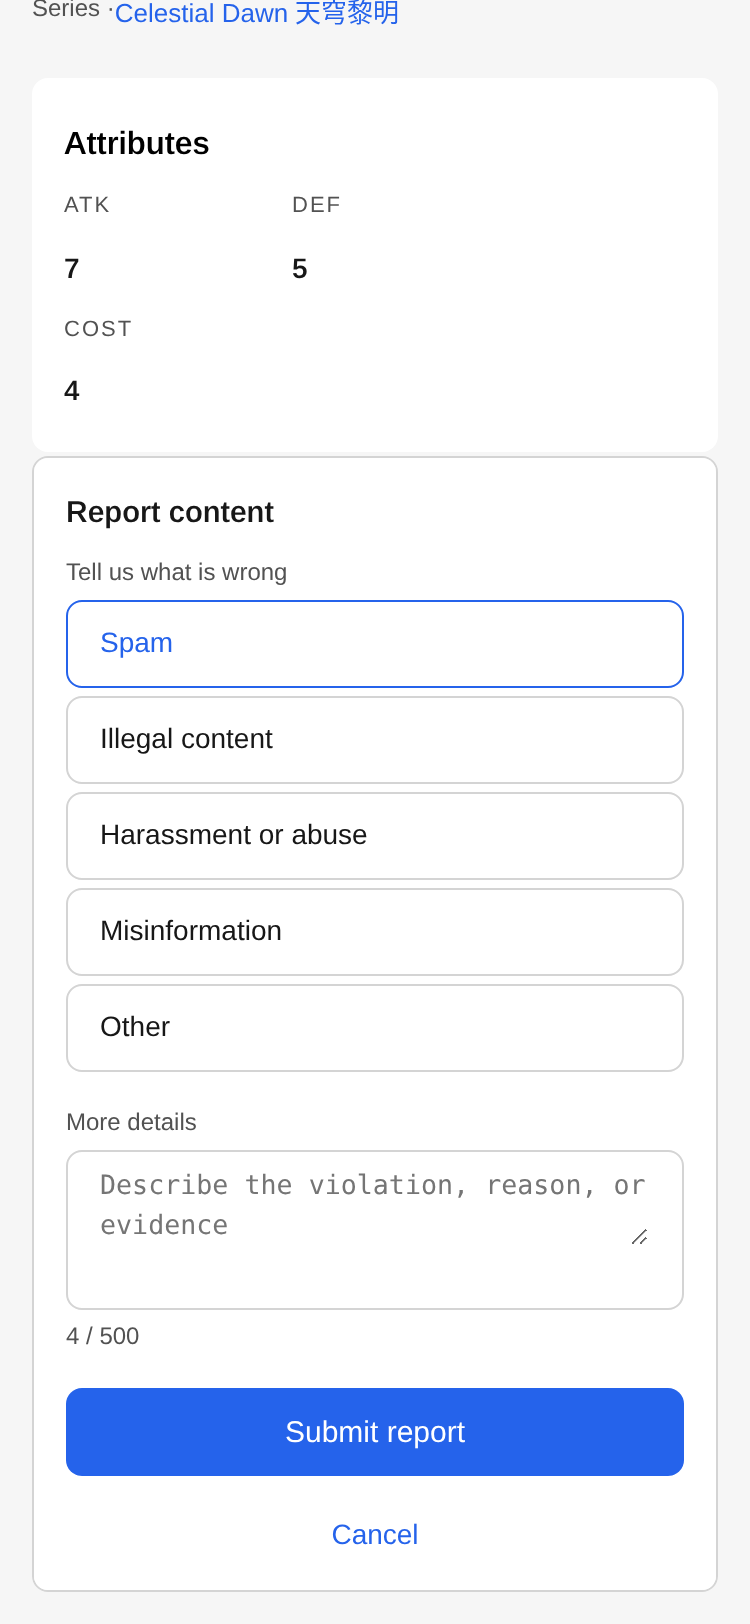 Series ·Celestial Dawn 天穹黎明
Attributes
ATK DEF
7 5
COST
4
Report content
Tell us what is wrong
Spam
Illegal content
Harassment or abuse
Misinformation
Other
More details
Describe the violation, reason, or
evidence
4 / 500
Submit report
Cancel